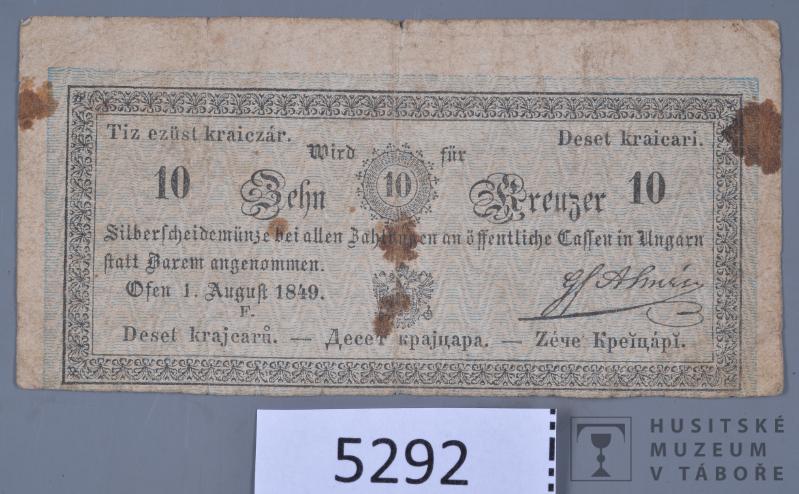 Tiz ezüst kraiczár.
Deset kraicari.
Wird für
10 Zehn 10 Kreuzer 10
Silberscheidemünze bei allen Zahlungen an öffentliche Cassen in Ungarn
statt Barem angenommen.
Ofen 1. August 1849.
F.
Deset krajcarů. — Десет крајцара. — Zéче Креĭцápĭ.
5292
HUSITSKÉ
MUZEUM
V TÁBOŘE